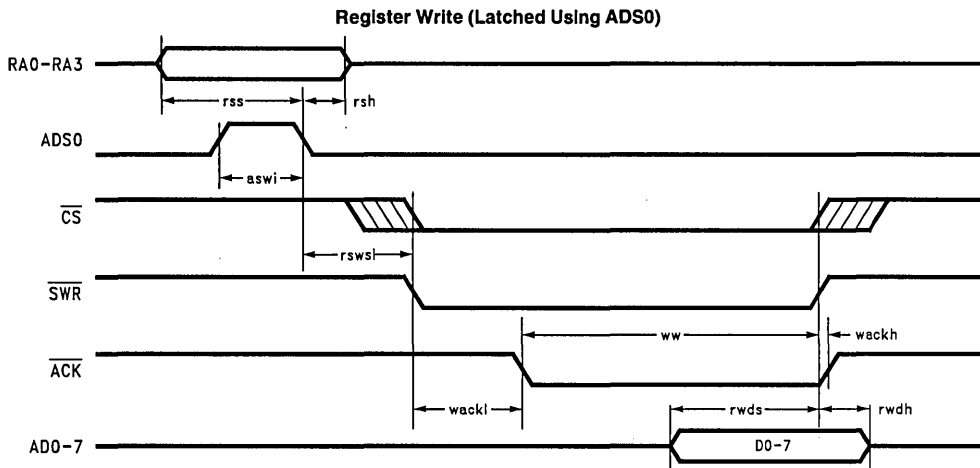 Register Write (Latched Using ADS0)
RA0-RA3
rss
rsh
ADS0
aswi
CS
rswsl
SWR
ww
wackh
ACK
wackl
rwds
rwdh
AD0-7
D0-7